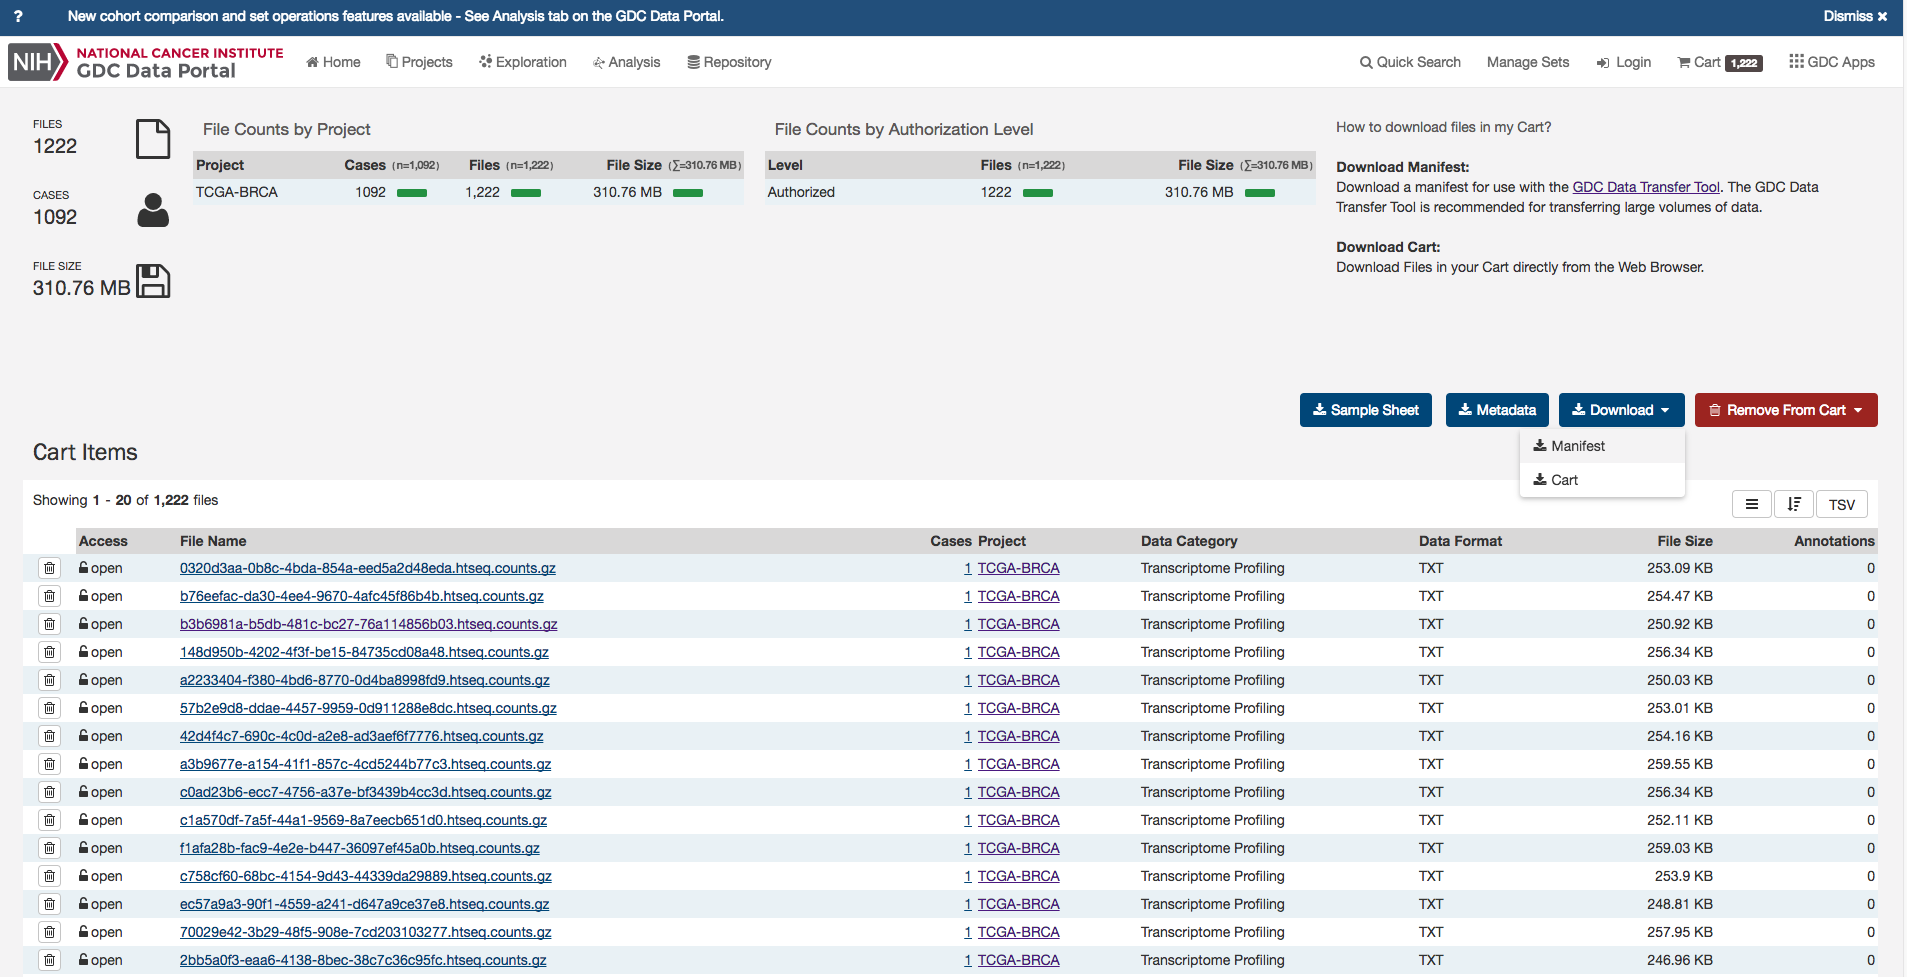 ? New cohort comparison and set operations features available - See Analysis tab on the GDC Data Portal. Dismiss ✖
NIH NATIONAL CANCER INSTITUTE
GDC Data Portal
Home Projects Exploration Analysis Repository Quick Search Manage Sets Login Cart 1,222 GDC Apps
FILES
1222
CASES
1092
FILE SIZE
310.76 MB
File Counts by Project
Project Cases (n=1,092) Files (n=1,222) File Size (∑=310.76 MB)
TCGA-BRCA 1092 1,222 310.76 MB
File Counts by Authorization Level
Level Files (n=1,222) File Size (∑=310.76 MB)
Authorized 1222 310.76 MB
How to download files in my Cart?
Download Manifest:
Download a manifest for use with the GDC Data Transfer Tool. The GDC Data
Transfer Tool is recommended for transferring large volumes of data.
Download Cart:
Download Files in your Cart directly from the Web Browser.
Sample Sheet Metadata Download Remove From Cart
Manifest
Cart
Cart Items
Showing 1 - 20 of 1,222 files
TSV
Access File Name Cases Project Data Category Data Format File Size Annotations
open 0320d3aa-0b8c-4bda-854a-eed5a2d48eda.htseq.counts.gz 1 TCGA-BRCA Transcriptome Profiling TXT 253.09 KB 0
open b76eefac-da30-4ee4-9670-4afc45f86b4b.htseq.counts.gz 1 TCGA-BRCA Transcriptome Profiling TXT 254.47 KB 0
open b3b6981a-b5db-481c-bc27-76a114856b03.htseq.counts.gz 1 TCGA-BRCA Transcriptome Profiling TXT 250.92 KB 0
open 148d950b-4202-4f3f-be15-84735cd08a48.htseq.counts.gz 1 TCGA-BRCA Transcriptome Profiling TXT 256.34 KB 0
open a2233404-f380-4bd6-8770-0d4ba8998fd9.htseq.counts.gz 1 TCGA-BRCA Transcriptome Profiling TXT 250.03 KB 0
open 57b2e9d8-ddae-4457-9959-0d911288e8dc.htseq.counts.gz 1 TCGA-BRCA Transcriptome Profiling TXT 253.01 KB 0
open 42d4f4c7-690c-4c0d-a2e8-ad3aef6f7776.htseq.counts.gz 1 TCGA-BRCA Transcriptome Profiling TXT 254.16 KB 0
open a3b9677e-a154-41f1-857c-4cd5244b77c3.htseq.counts.gz 1 TCGA-BRCA Transcriptome Profiling TXT 259.55 KB 0
open c0ad23b6-ecc7-4756-a37e-bf3439b4cc3d.htseq.counts.gz 1 TCGA-BRCA Transcriptome Profiling TXT 256.34 KB 0
open c1a570df-7a5f-44a1-9569-8a7eecb651d0.htseq.counts.gz 1 TCGA-BRCA Transcriptome Profiling TXT 252.11 KB 0
open f1afa28b-fac9-4e2e-b447-36097ef45a0b.htseq.counts.gz 1 TCGA-BRCA Transcriptome Profiling TXT 259.03 KB 0
open c758cf60-68bc-4154-9d43-44339da29889.htseq.counts.gz 1 TCGA-BRCA Transcriptome Profiling TXT 253.9 KB 0
open ec57a9a3-90f1-4559-a241-d647a9ce37e8.htseq.counts.gz 1 TCGA-BRCA Transcriptome Profiling TXT 248.81 KB 0
open 70029e42-3b29-48f5-908e-7cd203103277.htseq.counts.gz 1 TCGA-BRCA Transcriptome Profiling TXT 257.95 KB 0
open 2bb5a0f3-eaa6-4138-8bec-38c7c36c95fc.htseq.counts.gz 1 TCGA-BRCA Transcriptome Profiling TXT 246.96 KB 0